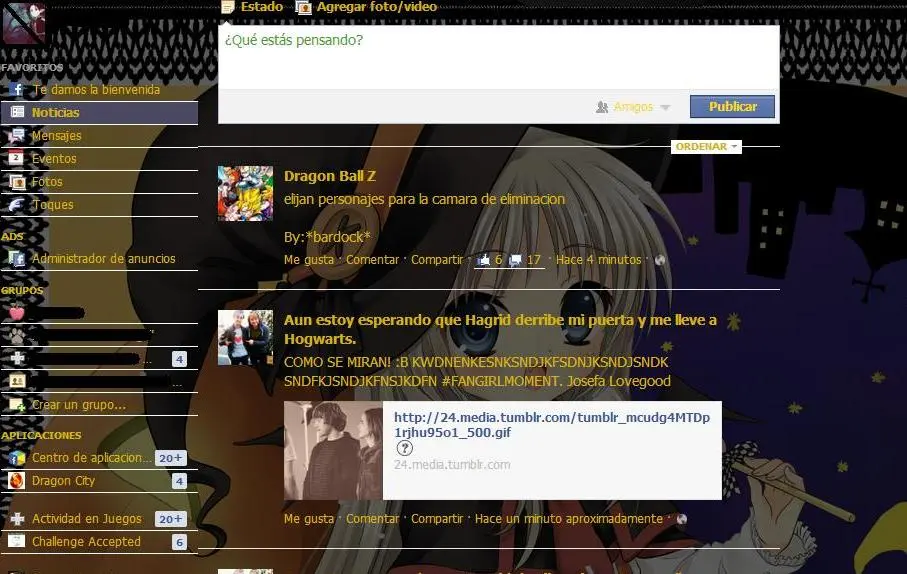 Estado
Agregar foto/video
¿Qué estás pensando?
Amigos
Publicar
FAVORITOS
Te damos la bienvenida
Noticias
Mensajes
2
Eventos
Fotos
Toques
ADS
Administrador de anuncios
GRUPOS
4
...
Crear un grupo...
APLICACIONES
Centro de aplicacion... 20+
Dragon City 4
Actividad en Juegos 20+
Challenge Accepted 6
ORDENAR
Dragon Ball Z
elijan personajes para la camara de eliminacion
By:*bardock*
Me gusta · Comentar · Compartir · 6 17 · Hace 4 minutos ·
Aun estoy esperando que Hagrid derribe mi puerta y me lleve a
Hogwarts.
COMO SE MIRAN! :B KWDNENKESNKSNDJKFSDNJKSNDJSNDK
SNDFKJSNDJKFNSJKDFN #FANGIRLMOMENT. Josefa Lovegood
http://24.media.tumblr.com/tumblr_mcudg4MTDp
1rjhu95o1_500.gif
?
24.media.tumblr.com
Me gusta · Comentar · Compartir · Hace un minuto aproximadamente ·